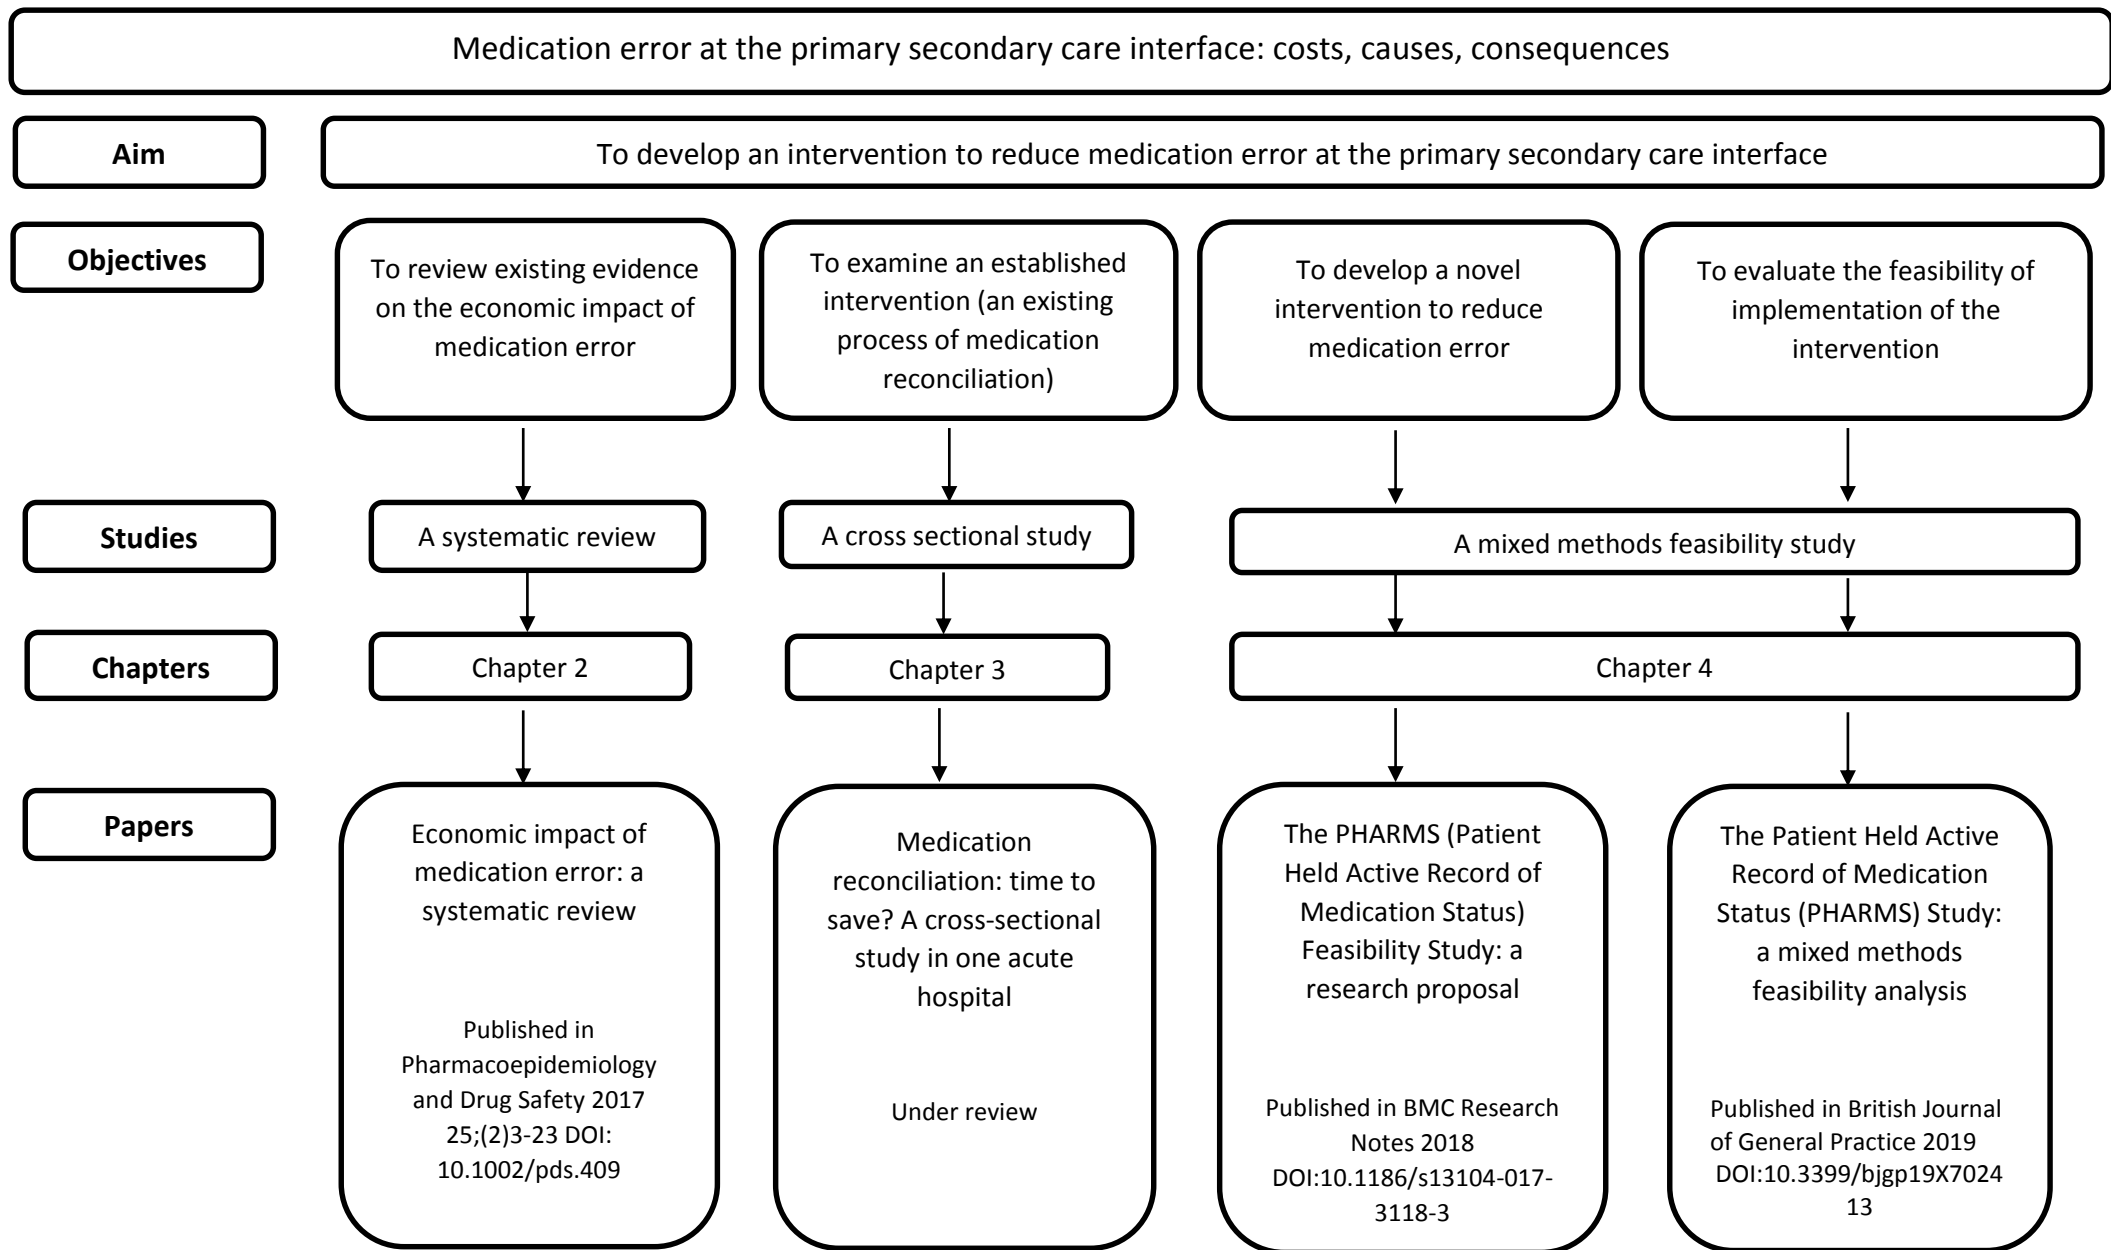 Medication error at the primary secondary care interface: costs, causes, consequences
Aim
To develop an intervention to reduce medication error at the primary secondary care interface
Objectives
To review existing evidence
on the economic impact of
medication error
To examine an established
intervention (an existing
process of medication
reconciliation)
To develop a novel
intervention to reduce
medication error
To evaluate the feasibility of
implementation of the
intervention
Studies
A systematic review
A cross sectional study
A mixed methods feasibility study
Chapters
Chapter 2
Chapter 3
Chapter 4
Papers
Economic impact of
medication error: a
systematic review
Published in
Pharmacoepidemiology
and Drug Safety 2017
25;(2)3-23 DOI:
10.1002/pds.409
Medication
reconciliation: time to
save? A cross-sectional
study in one acute
hospital
Under review
The PHARMS (Patient
Held Active Record of
Medication Status)
Feasibility Study: a
research proposal
Published in BMC Research
Notes 2018
DOI:10.1186/s13104-017-
3118-3
The Patient Held Active
Record of Medication
Status (PHARMS) Study:
a mixed methods
feasibility analysis
Published in British Journal
of General Practice 2019
DOI:10.3399/bjgp19X7024
13